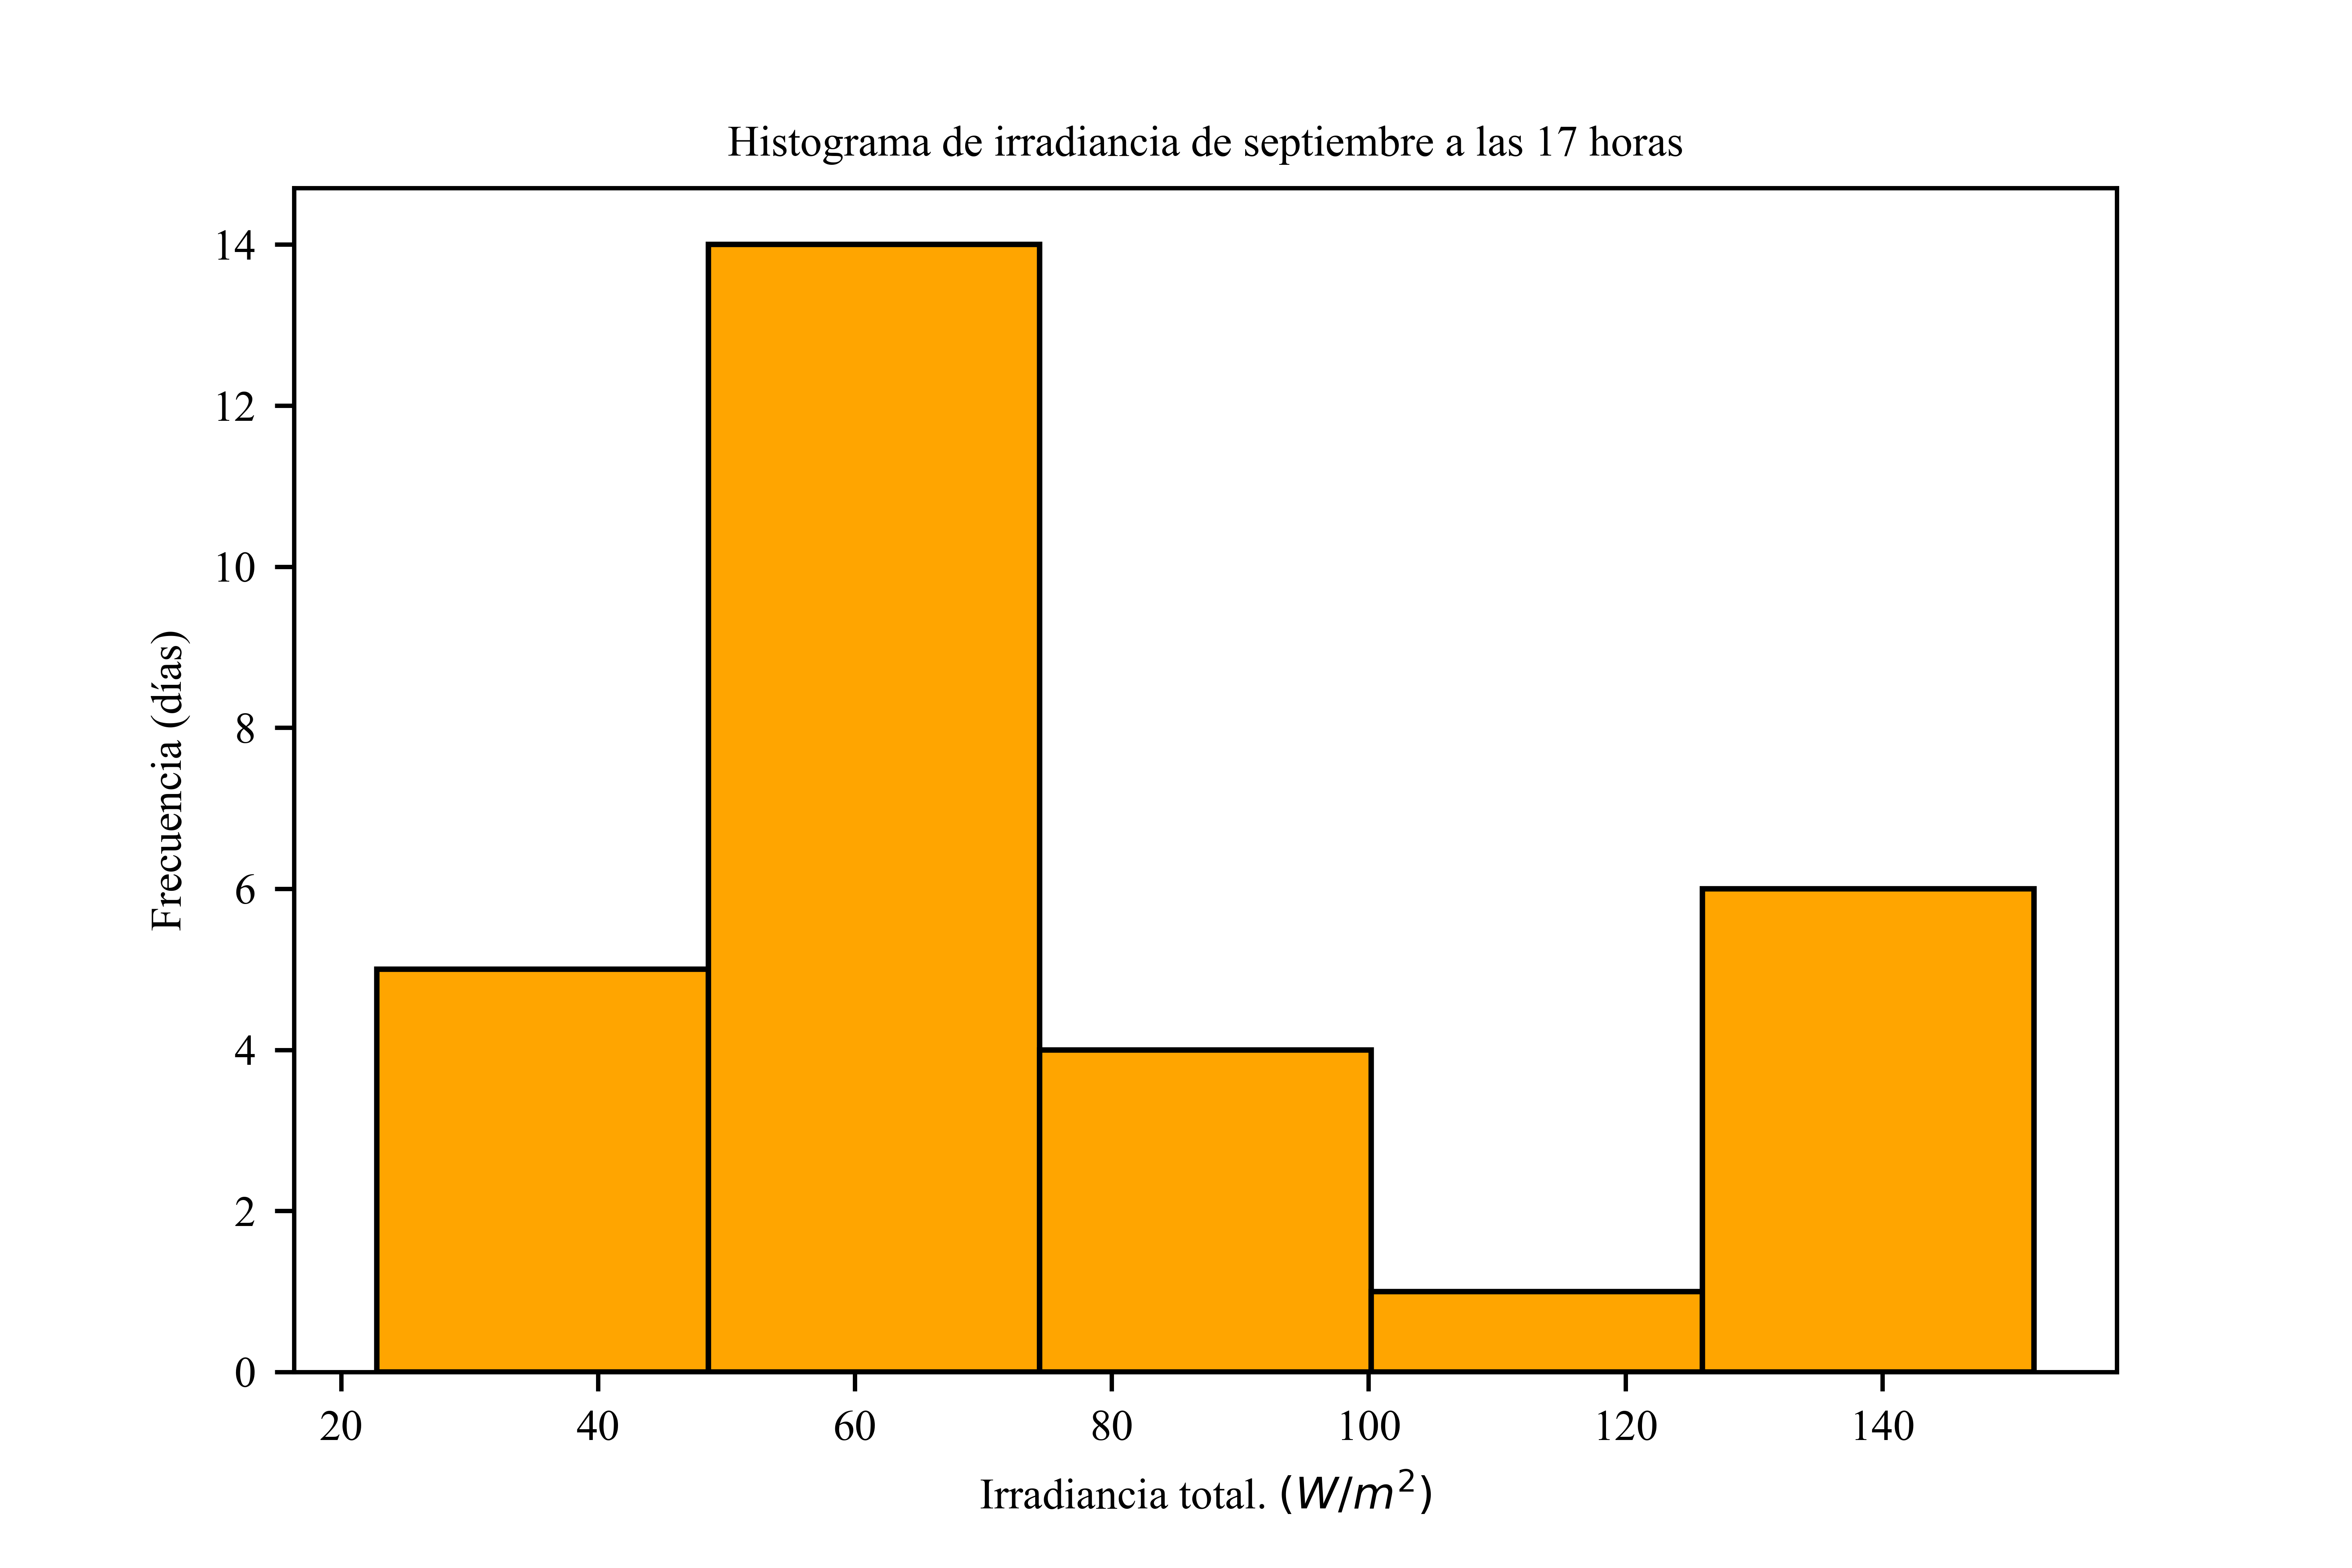 Histograma de irradiancia de septiembre a las 17 horas
Frecuencia (días)
14
12
10
8
6
4
2
0
20 40 60 80 100 120 140
Irradiancia total. (W/m²)